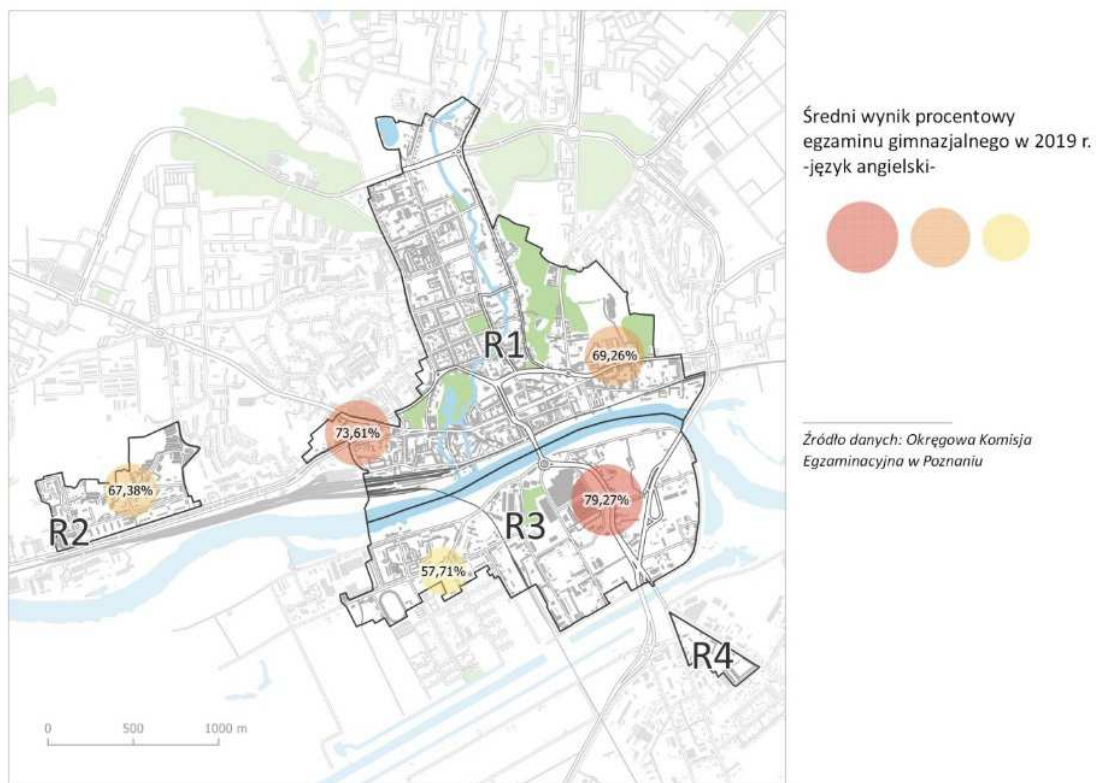 Średni wynik procentowy
egzaminu gimnazjalnego w 2019 r.
-język angielski-
R1
69,26%
73,61%
67,38%
R2
79,27%
R3
57,71%
R4
Źródło danych: Okręgowa Komisja
Egzaminacyjna w Poznaniu
0 500 1000 m